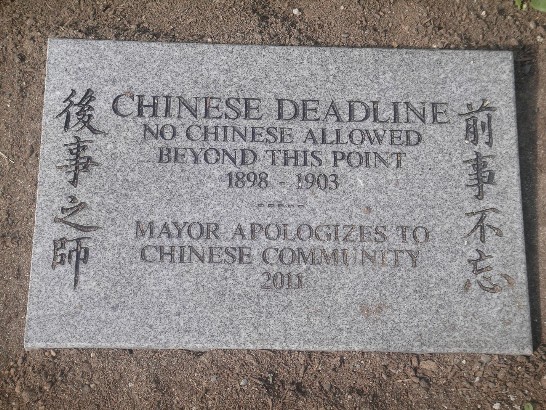 前事不忘
後事之師
CHINESE DEADLINE
NO CHINESE ALLOWED
BEYOND THIS POINT
1898 - 1903
-----
MAYOR APOLOGIZES TO
CHINESE COMMUNITY
2011